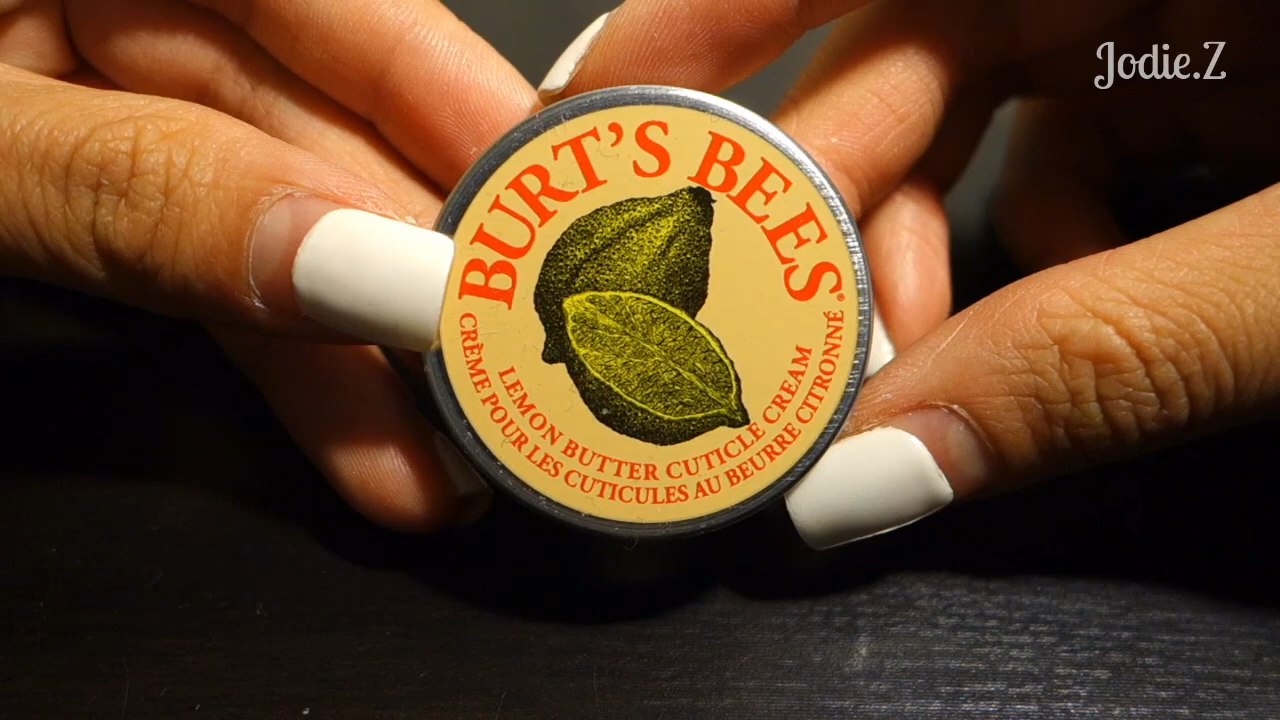 Jodie.Z
BURT'S BEES®
LEMON BUTTER CUTICLE CREAM
CRÈME POUR LES CUTICULES AU BEURRE CITRONNÉ